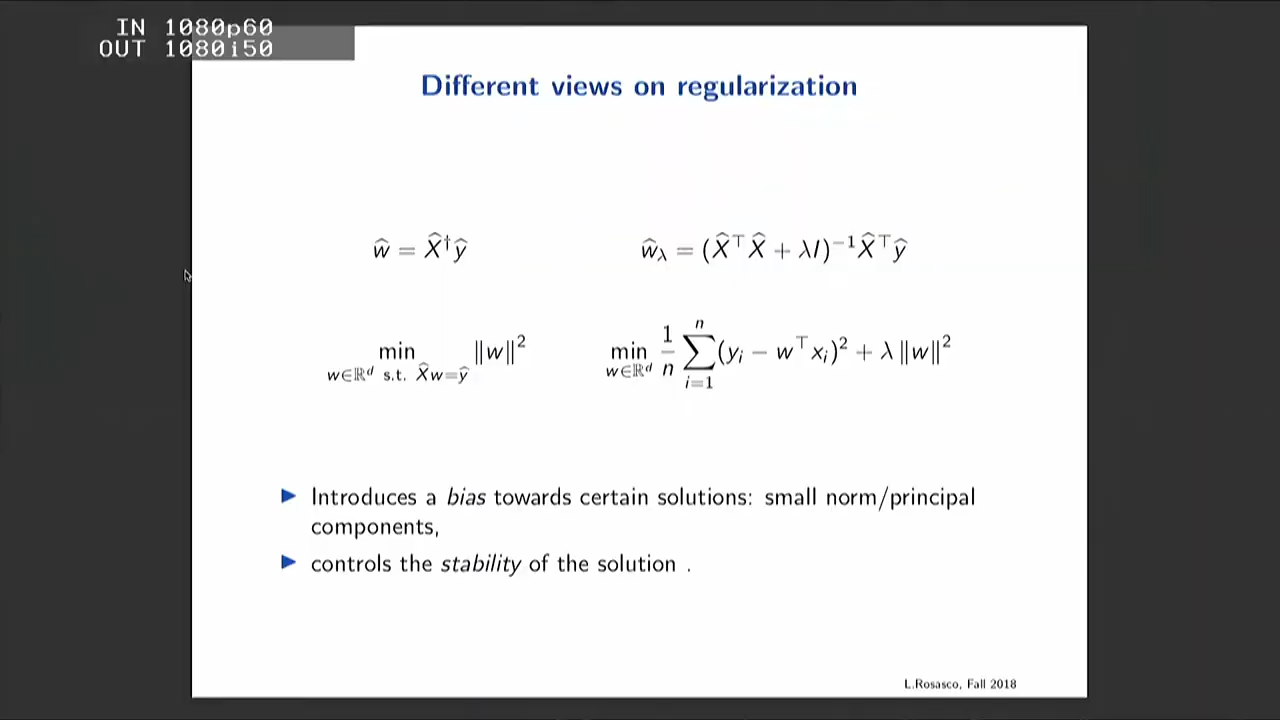 IN 1080p60
OUT 1080i50
Different views on regularization
ŵ = X̂†ŷ
ŵ_λ = (X̂⊤X̂ + λI)⁻¹X̂⊤ŷ
min_{w∈ℝ^d s.t. X̂w=ŷ} ‖w‖²
min_{w∈ℝ^d} 1/n ∑_{i=1}^{n} (y_i − w⊤x_i)² + λ ‖w‖²
▶ Introduces a bias towards certain solutions: small norm/principal
components,
▶ controls the stability of the solution .
L.Rosasco, Fall 2018